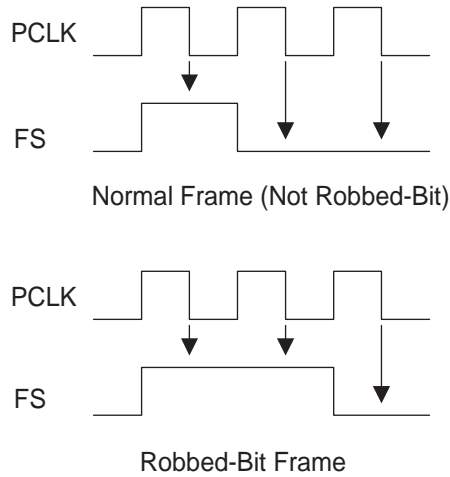 PCLK
FS
Normal Frame (Not Robbed-Bit)
PCLK
FS
Robbed-Bit Frame